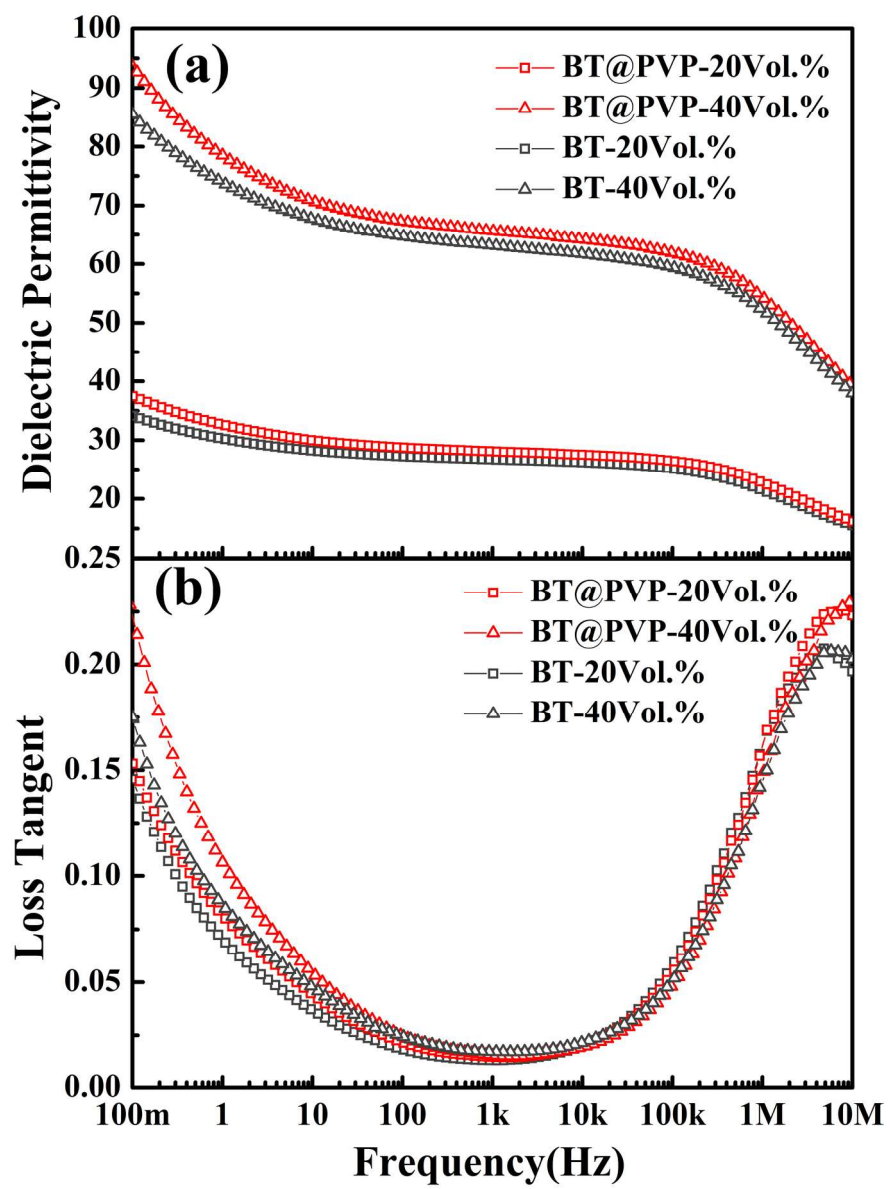 100
(a)
BT@PVP-20Vol.%
BT@PVP-40Vol.%
BT-20Vol.%
BT-40Vol.%
90
80
70
60
50
40
30
20
Dielectric Permittivity
0.25
(b)
BT@PVP-20Vol.%
BT@PVP-40Vol.%
BT-20Vol.%
BT-40Vol.%
0.20
0.15
0.10
0.05
0.00
Loss Tangent
100m 1 10 100 1k 10k 100k 1M 10M
Frequency(Hz)